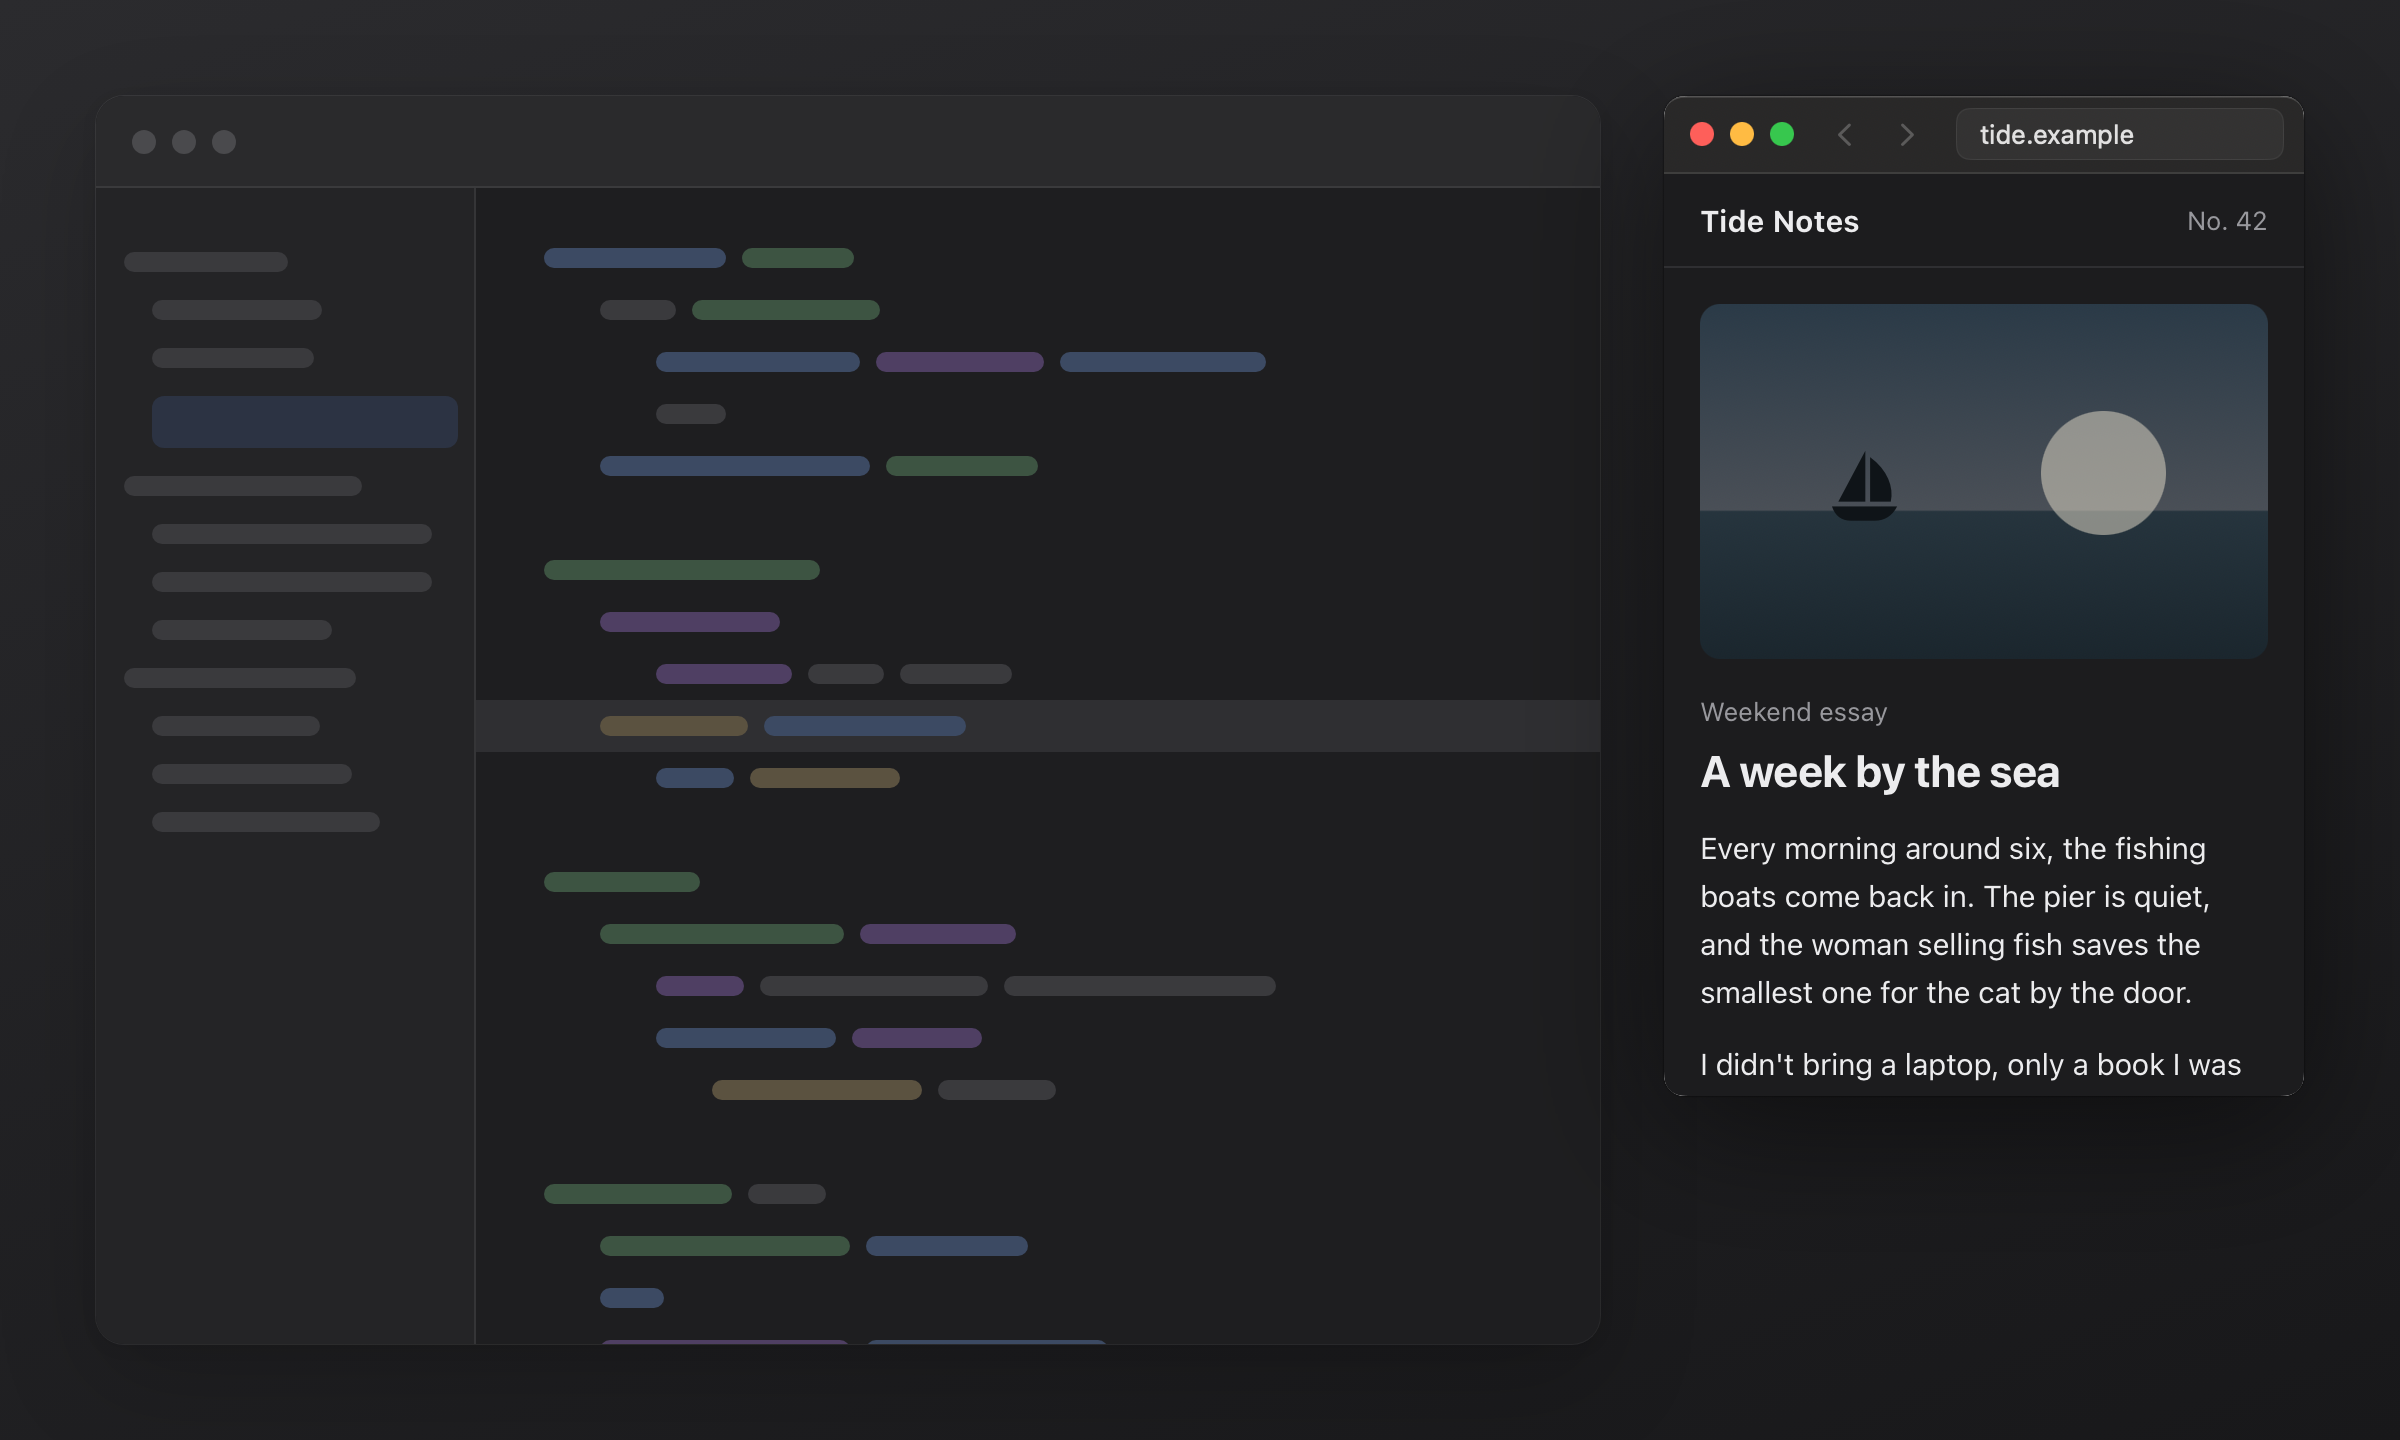 tide.example
Tide Notes
No. 42
Weekend essay
A week by the sea
Every morning around six, the fishing
boats come back in. The pier is quiet,
and the woman selling fish saves the
smallest one for the cat by the door.
I didn't bring a laptop, only a book I was